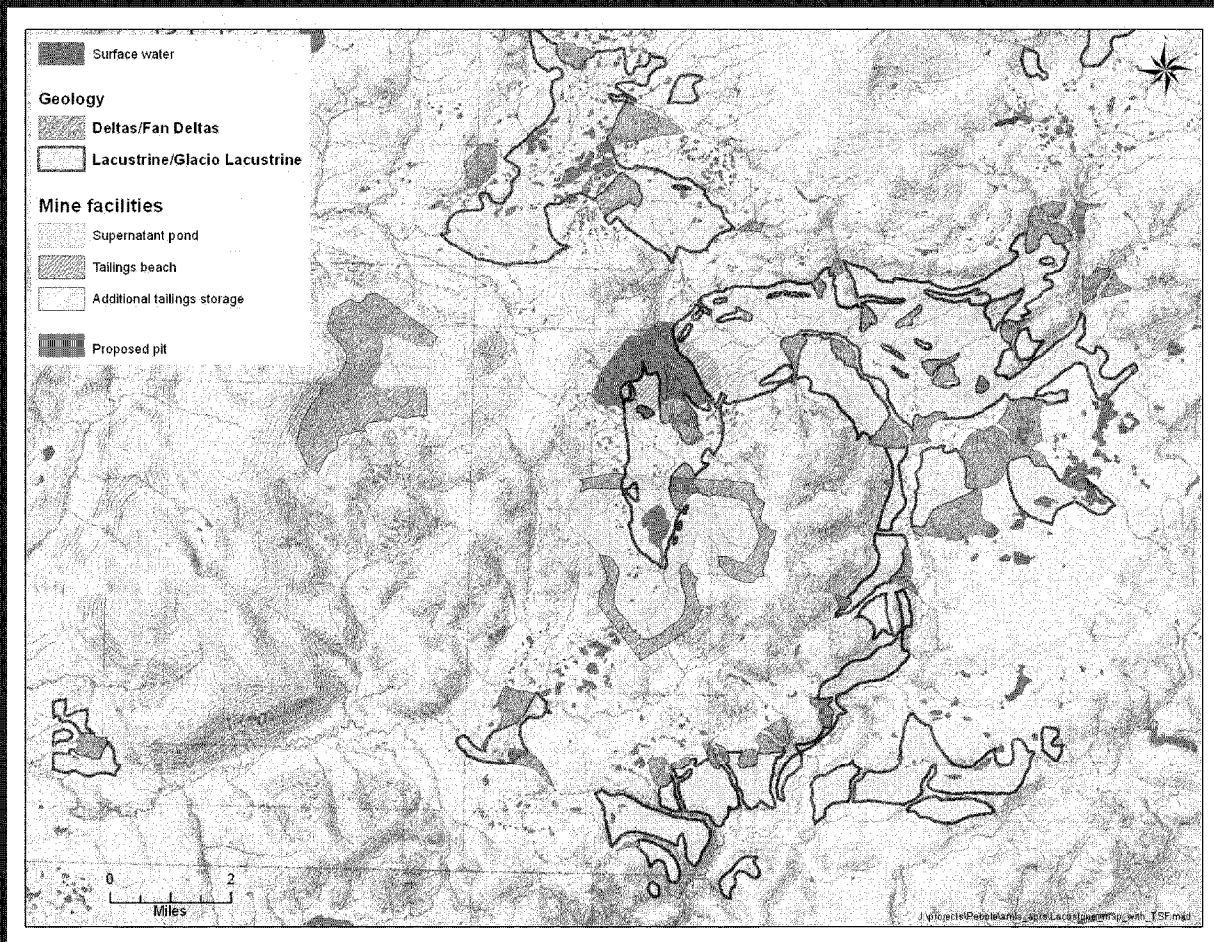 Surface water
Geology
Deltas/Fan Deltas
Lacustrine/Glacio Lacustrine
Mine facilities
Supernatant pond
Tailings beach
Additional tailings storage
Proposed pit
0 2
Miles